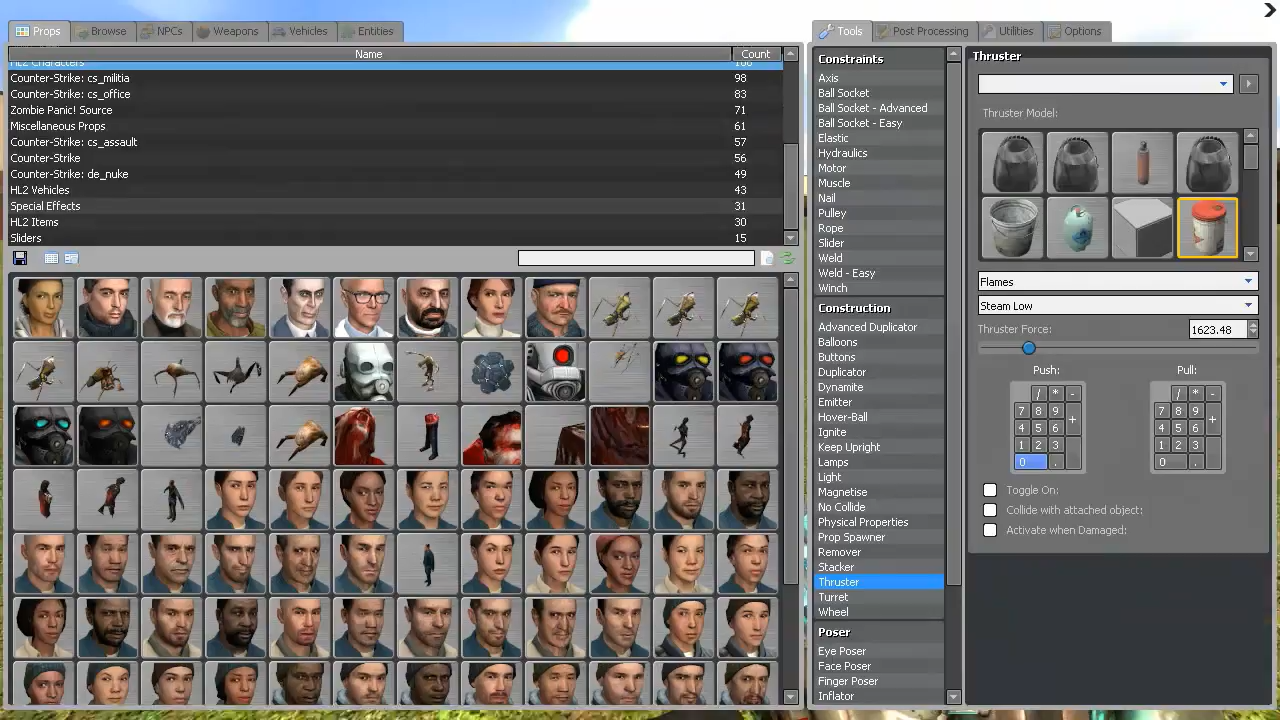 Props
Browse
NPCs
Weapons
Vehicles
Entities
Name
Count
HL2 Characters
Counter-Strike: cs_militia 98
Counter-Strike: cs_office 83
Zombie Panic! Source 71
Miscellaneous Props 61
Counter-Strike: cs_assault 57
Counter-Strike 56
Counter-Strike: de_nuke 49
HL2 Vehicles 43
Special Effects 31
HL2 Items 30
Sliders 15
Tools
Post Processing
Utilities
Options
Constraints
Axis
Ball Socket
Ball Socket - Advanced
Ball Socket - Easy
Elastic
Hydraulics
Motor
Muscle
Nail
Pulley
Rope
Slider
Weld
Weld - Easy
Winch
Construction
Advanced Duplicator
Balloons
Buttons
Duplicator
Dynamite
Emitter
Hover-Ball
Ignite
Keep Upright
Lamps
Light
Magnetise
No Collide
Physical Properties
Prop Spawner
Remover
Stacker
Thruster
Turret
Wheel
Poser
Eye Poser
Face Poser
Finger Poser
Inflator
Thruster
Thruster Model:
Flames
Steam Low
Thruster Force: 1623.48
Push:
/ * -
7 8 9 +
4 5 6
1 2 3
0 .
Pull:
/ * -
7 8 9 +
4 5 6
1 2 3
0 .
Toggle On:
Collide with attached object:
Activate when Damaged: